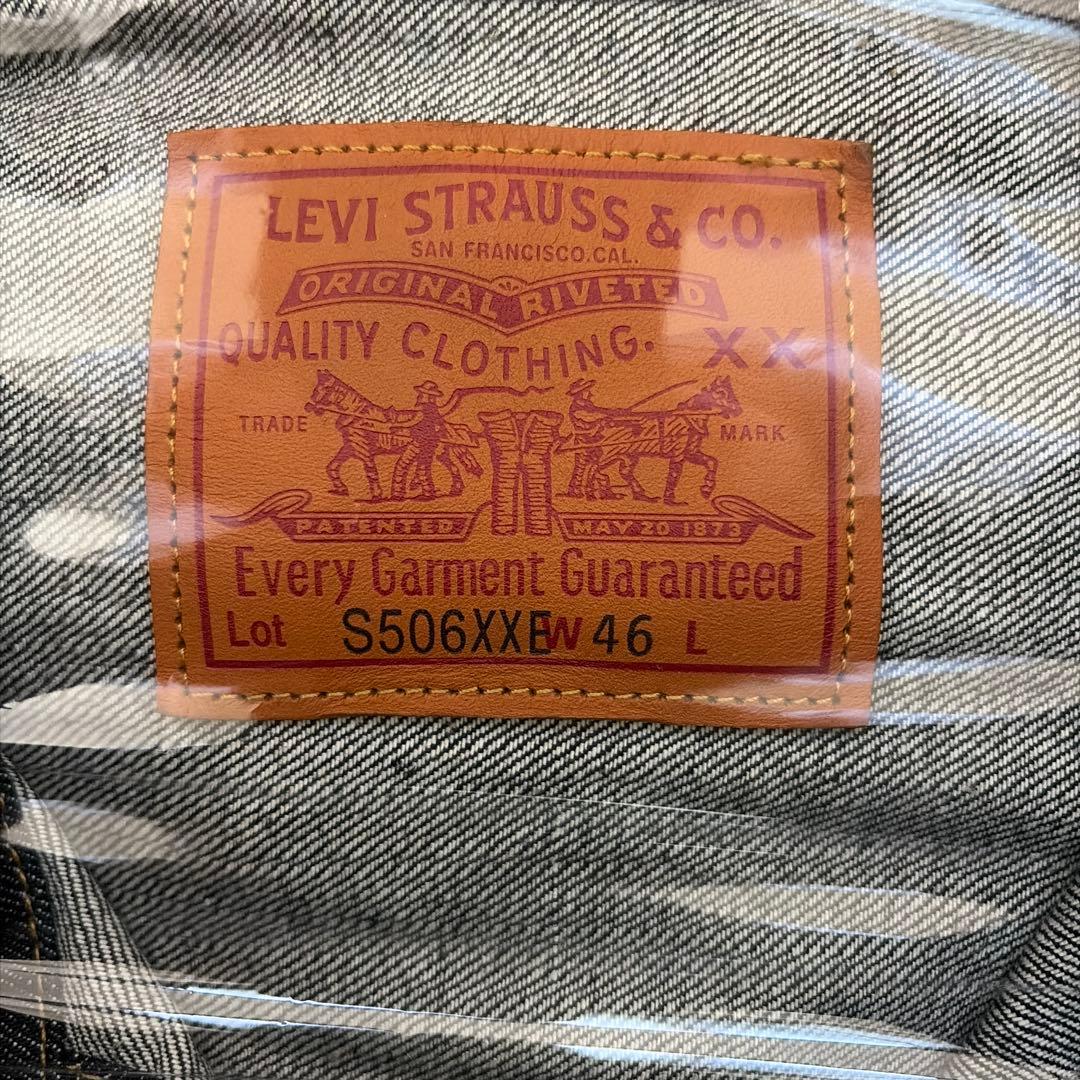 LEVI STRAUSS & CO.
SAN FRANCISCO, CAL.
ORIGINAL RIVETED
QUALITY CLOTHING. XX
TRADE MARK
PATENTED MAY 20 1873
Every Garment Guaranteed
Lot S506XXE W 46 L